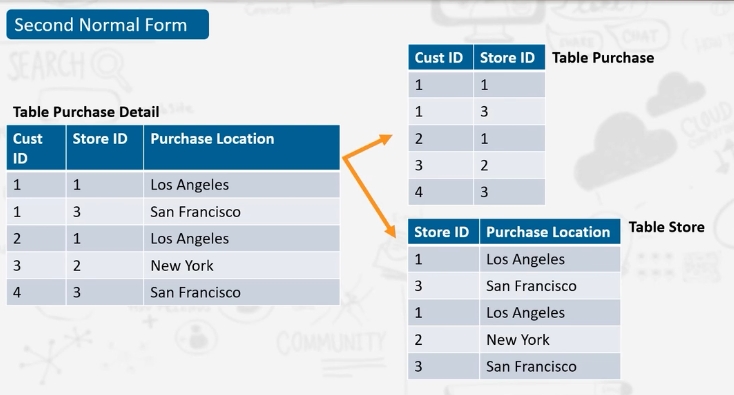 Second Normal Form
SEARCH
Table Purchase Detail
Cust ID Store ID Purchase Location
1 1 Los Angeles
1 3 San Francisco
2 1 Los Angeles
3 2 New York
4 3 San Francisco
Cust ID Store ID Table Purchase
1 1
1 3
2 1
3 2
4 3
Store ID Purchase Location Table Store
1 Los Angeles
3 San Francisco
1 Los Angeles
2 New York
3 San Francisco
CHAT
CLOUD
COMMUNITY